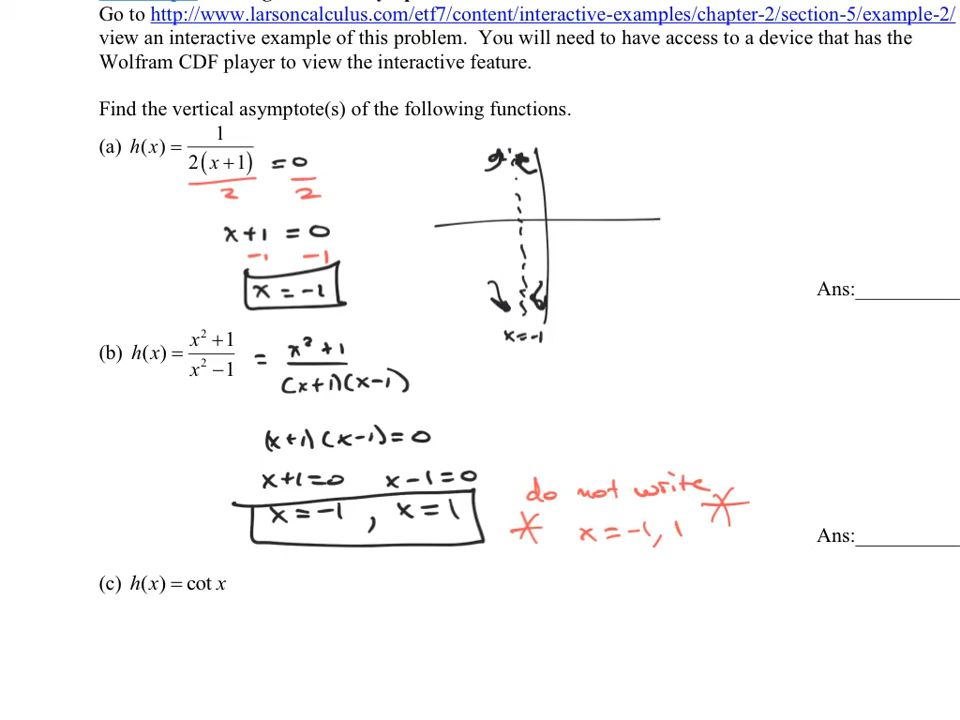 Go to http://www.larsoncalculus.com/etf7/content/interactive-examples/chapter-2/section-5/example-2/
view an interactive example of this problem. You will need to have access to a device that has the
Wolfram CDF player to view the interactive feature.
Find the vertical asymptote(s) of the following functions.
(a) h(x) = 1 / 2(x+1) = 0
2 2
x+1 = 0
-1 -1
x = -1
x = -1
Ans:
(b) h(x) = x² + 1 / x² − 1 = x² + 1 / (x+1)(x-1)
(x+1)(x-1) = 0
x+1=0 x-1=0
x = -1, x = 1
do not write
* x = -1, 1 *
Ans:
(c) h(x) = cot x